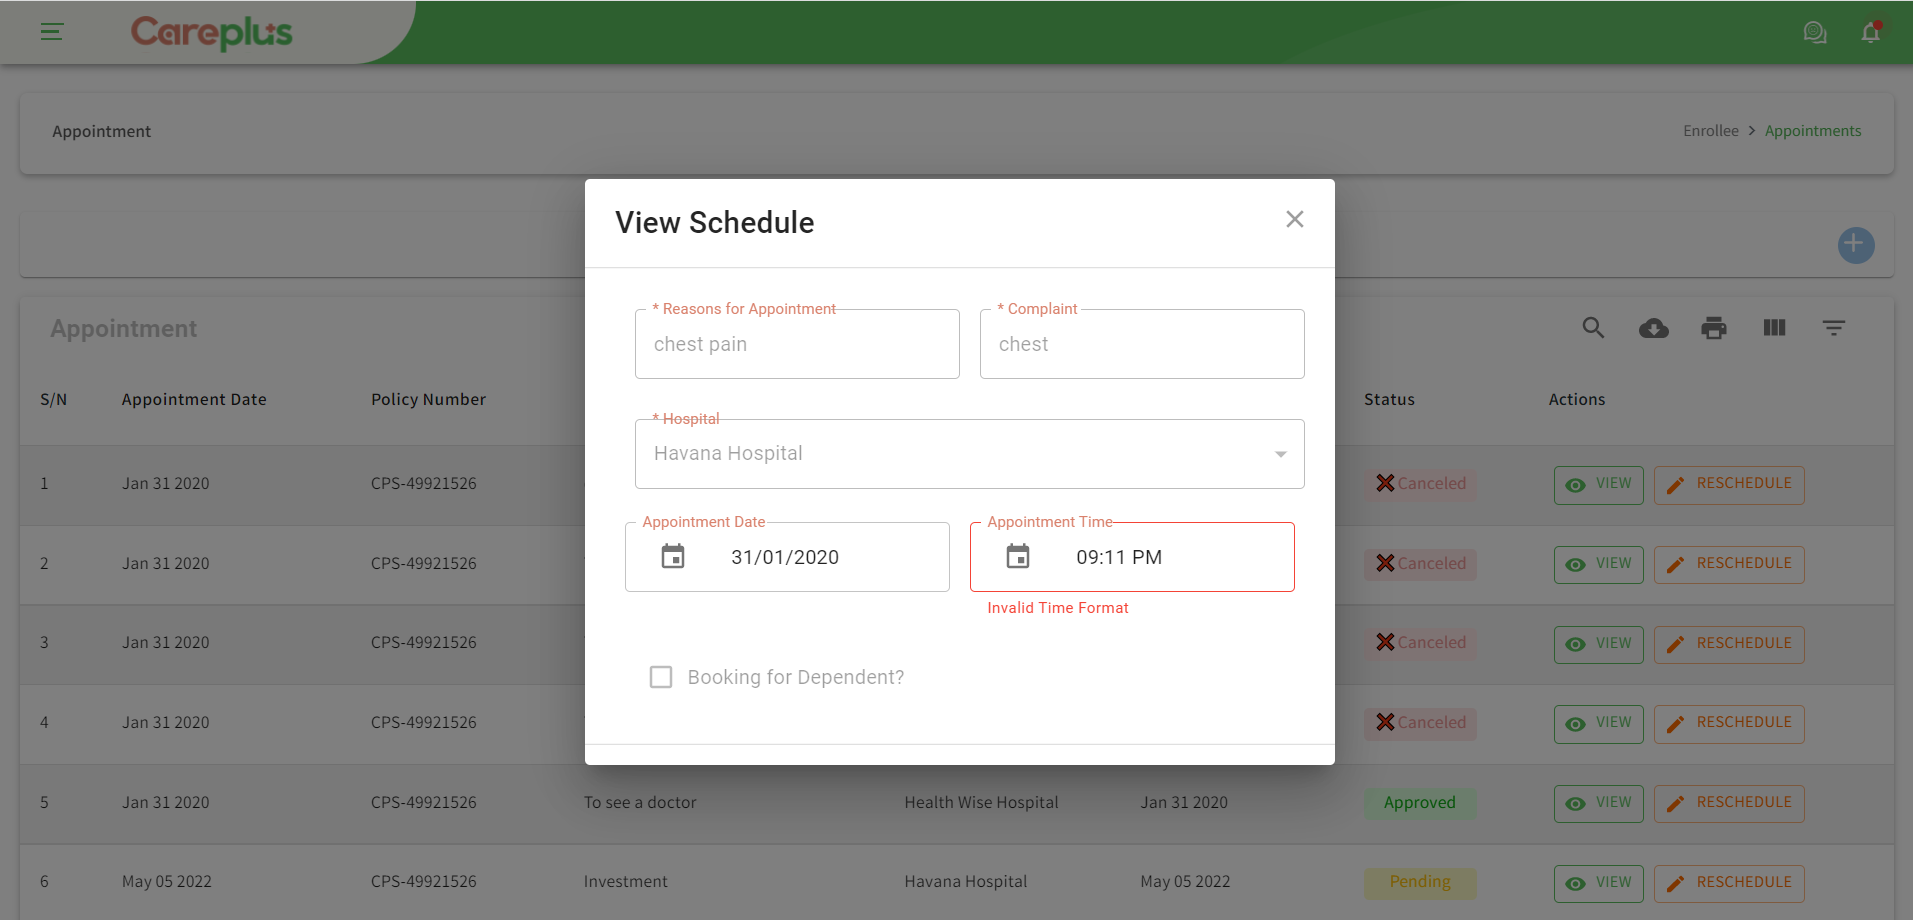 Careplus
Appointment
Enrollee > Appointments
View Schedule
* Reasons for Appointment
chest pain
* Complaint
chest
* Hospital
Havana Hospital
Appointment Date
31/01/2020
Appointment Time
09:11 PM
Invalid Time Format
Booking for Dependent?
Appointment
S/N Appointment Date Policy Number Status Actions
1 Jan 31 2020 CPS-49921526 Canceled VIEW RESCHEDULE
2 Jan 31 2020 CPS-49921526 Canceled VIEW RESCHEDULE
3 Jan 31 2020 CPS-49921526 Canceled VIEW RESCHEDULE
4 Jan 31 2020 CPS-49921526 Canceled VIEW RESCHEDULE
5 Jan 31 2020 CPS-49921526 To see a doctor Health Wise Hospital Jan 31 2020 Approved VIEW RESCHEDULE
6 May 05 2022 CPS-49921526 Investment Havana Hospital May 05 2022 Pending VIEW RESCHEDULE